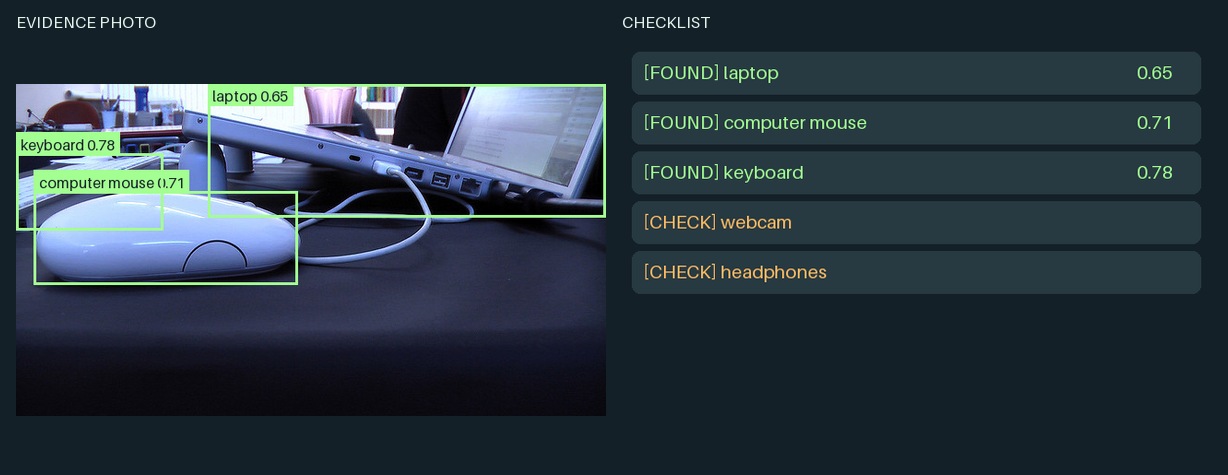 EVIDENCE PHOTO
laptop 0.65
keyboard 0.78
computer mouse 0.71
CHECKLIST
[FOUND] laptop 0.65
[FOUND] computer mouse 0.71
[FOUND] keyboard 0.78
[CHECK] webcam
[CHECK] headphones